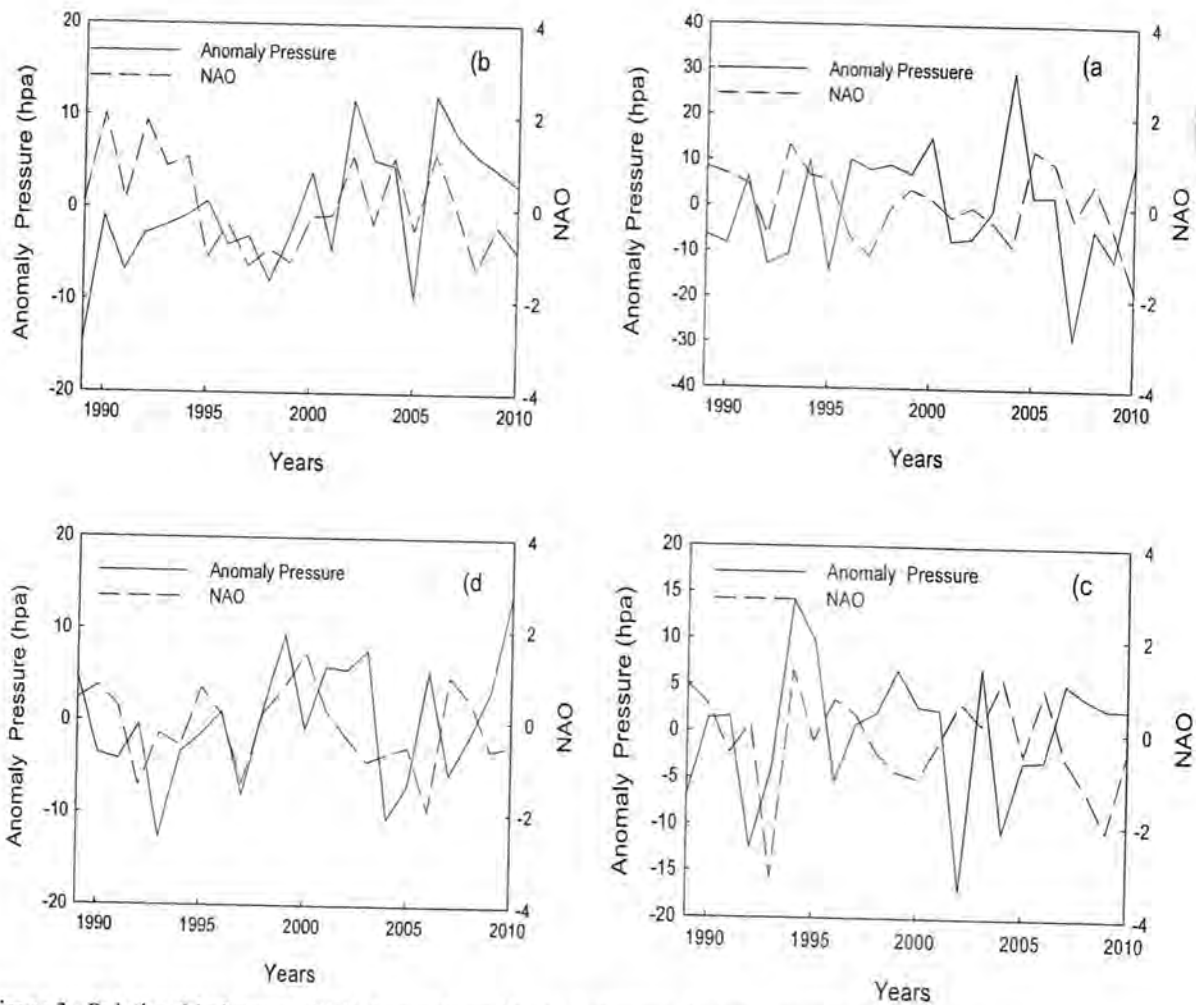 20
10
0
-10
-20
Anomaly Pressure (hpa)
Anomaly Pressure
NAO
(b
4
2
0
-2
-4
NAO
1990 1995 2000 2005 2010
Years
40
30
20
10
0
-10
-20
-30
-40
Anomaly Pressure (hpa)
Anomaly Pressuere
NAO
(a
4
2
0
-2
-4
NAO
1990 1995 2000 2005 2010
Years
20
10
0
-10
-20
Anomaly Pressure (hpa)
Anomaly Pressure
NAO
(d
4
2
0
-2
-4
NAO
1990 1995 2000 2005 2010
Years
20
15
10
5
0
-5
-10
-15
-20
Anomaly Pressure (hpa)
Anomaly Pressure
NAO
(c
4
2
0
-2
-4
NAO
1990 1995 2000 2005 2010
Years